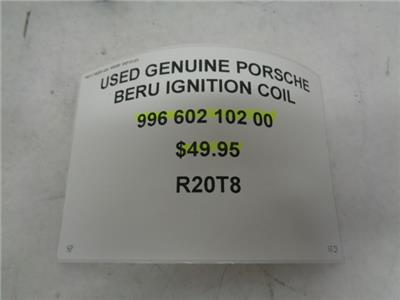 USED GENUINE PORSCHE
BERU IGNITION COIL
996 602 102 00
$49.95
R20T8